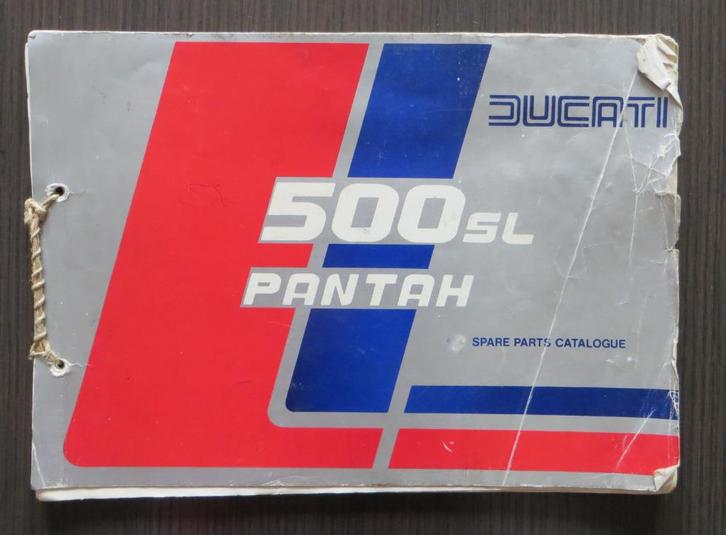 DUCATI
500SL
PANTAH
SPARE PARTS CATALOGUE